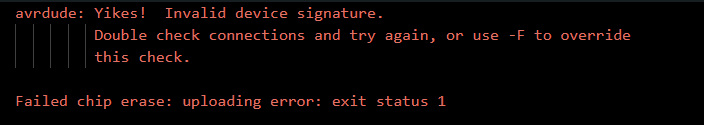 avrdude: Yikes!  Invalid device signature.
Double check connections and try again, or use -F to override
this check.
Failed chip erase: uploading error: exit status 1